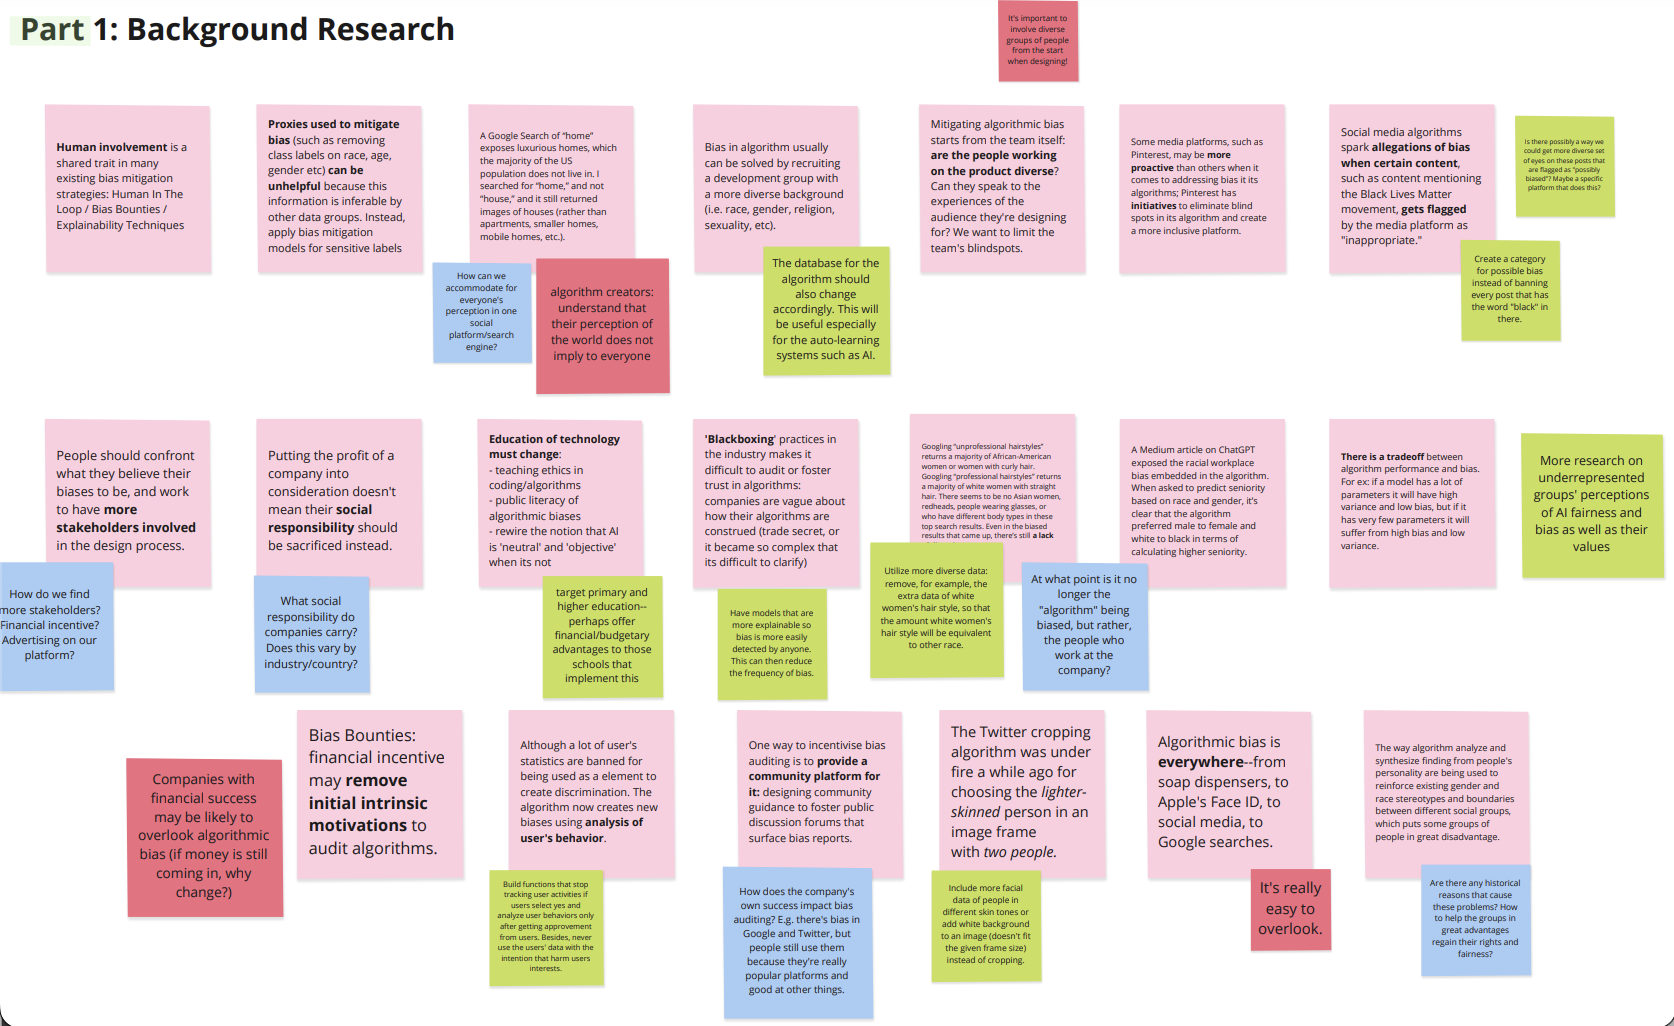 Part 1: Background Research
It's important to
involve diverse
groups of people
from the start
when designing!
Human involvement is a
shared trait in many
existing bias mitigation
strategies: Human In The
Loop / Bias Bounties /
Explainability Techniques
Proxies used to mitigate
bias (such as removing
class labels on race, age,
gender etc) can be
unhelpful because this
information is inferable by
other data groups. Instead,
apply bias mitigation
models for sensitive labels
A Google Search of "home"
exposes luxurious homes, which
the majority of the US
population does not live in. I
searched for "home," and not
"house," and it still returned
images of houses (rather than
apartments, smaller homes,
mobile homes, etc.).
How can we
accommodate for
everyone's
perception in one
social
platform/search
engine?
algorithm creators:
understand that
their perception of
the world does not
imply to everyone
Bias in algorithm usually
can be solved by recruiting
a development group with
a more diverse background
(i.e. race, gender, religion,
sexuality, etc).
The database for the
algorithm should
also change
accordingly. This will
be useful especially
for the auto-learning
systems such as AI.
Mitigating algorithmic bias
starts from the team itself:
are the people working
on the product diverse?
Can they speak to the
experiences of the
audience they're designing
for? We want to limit the
team's blindspots.
Some media platforms, such as
Pinterest, may be more
proactive than others when it
comes to addressing bias it its
algorithms; Pinterest has
initiatives to eliminate blind
spots in its algorithm and create
a more inclusive platform.
Social media algorithms
spark allegations of bias
when certain content,
such as content mentioning
the Black Lives Matter
movement, gets flagged
by the media platform as
"inappropriate."
Is there possibly a way we
could get more diverse set
of eyes on these posts that
are flagged as "possibly
biased"? Maybe a specific
platform that does this?
Create a category
for possible bias
instead of banning
every post that has
the word "black" in
there.
People should confront
what they believe their
biases to be, and work
to have more
stakeholders involved
in the design process.
How do we find
more stakeholders?
Financial incentive?
Advertising on our
platform?
Putting the profit of a
company into
consideration doesn't
mean their social
responsibility should
be sacrificed instead.
What social
responsibility do
companies carry?
Does this vary by
industry/country?
Education of technology
must change:
- teaching ethics in
coding/algorithms
- public literacy of
algorithmic biases
- rewire the notion that AI
is 'neutral' and 'objective'
when its not
target primary and
higher education--
perhaps offer
financial/budgetary
advantages to those
schools that
implement this
'Blackboxing' practices in
the industry makes it
difficult to audit or foster
trust in algorithms:
companies are vague about
how their algorithms are
construed (trade secret, or
it became so complex that
its difficult to clarify)
Have models that are
more explainable so
bias is more easily
detected by anyone.
This can then reduce
the frequency of bias.
Googling "unprofessional hairstyles"
returns a majority of African-American
women or women with curly hair.
Googling "professional hairstyles" returns
a majority of white women with straight
hair. There seems to be no Asian women,
redheads, people wearing glasses, or
who have different body types in these
top search results. Even in the biased
results that came up, there's still a lack
Utilize more diverse data:
remove, for example, the
extra data of white
women's hair style, so that
the amount white women's
hair style will be equivalent
to other race.
A Medium article on ChatGPT
exposed the racial workplace
bias embedded in the algorithm.
When asked to predict seniority
based on race and gender, it's
clear that the algorithm
preferred male to female and
white to black in terms of
calculating higher seniority.
At what point is it no
longer the
"algorithm" being
biased, but rather,
the people who
work at the
company?
There is a tradeoff between
algorithm performance and bias.
For ex: if a model has a lot of
parameters it will have high
variance and low bias, but if it
has very few parameters it will
suffer from high bias and low
variance.
More research on
underrepresented
groups' perceptions
of AI fairness and
bias as well as their
values
Companies with
financial success
may be likely to
overlook algorithmic
bias (if money is still
coming in, why
change?)
Bias Bounties:
financial incentive
may remove
initial intrinsic
motivations to
audit algorithms.
Although a lot of user's
statistics are banned for
being used as a element to
create discrimination. The
algorithm now creates new
biases using analysis of
user's behavior.
Build functions that stop
tracking user activities if
users select yes and
analyze user behaviors only
after getting approvement
from users. Besides, never
use the users' data with the
intention that harm users
interests.
One way to incentivise bias
auditing is to provide a
community platform for
it: designing community
guidance to foster public
discussion forums that
surface bias reports.
How does the company's
own success impact bias
auditing? E.g. there's bias in
Google and Twitter, but
people still use them
because they're really
popular platforms and
good at other things.
The Twitter cropping
algorithm was under
fire a while ago for
choosing the lighter-
skinned person in an
image frame
with two people.
Include more facial
data of people in
different skin tones or
add white background
to an image (doesn't fit
the given frame size)
instead of cropping.
Algorithmic bias is
everywhere--from
soap dispensers, to
Apple's Face ID, to
social media, to
Google searches.
It's really
easy to
overlook.
The way algorithm analyze and
synthesize finding from people's
personality are being used to
reinforce existing gender and
race stereotypes and boundaries
between different social groups,
which puts some groups of
people in great disadvantage.
Are there any historical
reasons that cause
these problems? How
to help the groups in
great advantages
regain their rights and
fairness?